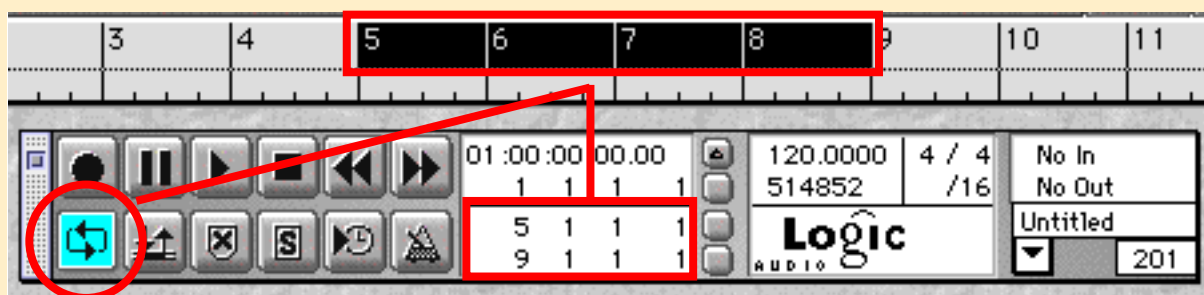 3 4 5 6 7 8 9 10 11
01:00:00:00.00
1 1 1 1
5 1 1 1
9 1 1 1
120.0000 4 / 4
514852 /16
Logic
AUDIO
No In
No Out
Untitled
201
S